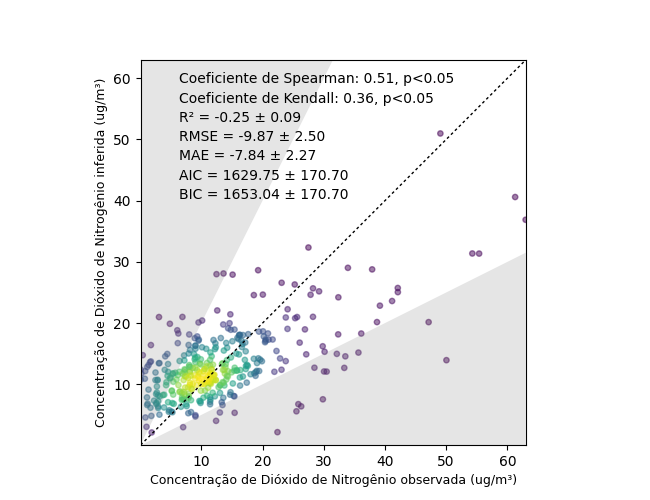 Coeficiente de Spearman: 0.51, p<0.05
Coeficiente de Kendall: 0.36, p<0.05
R² = -0.25 ± 0.09
RMSE = -9.87 ± 2.50
MAE = -7.84 ± 2.27
AIC = 1629.75 ± 170.70
BIC = 1653.04 ± 170.70
Concentração de Dióxido de Nitrogênio inferida (ug/m³)
60
50
40
30
20
10
10 20 30 40 50 60
Concentração de Dióxido de Nitrogênio observada (ug/m³)